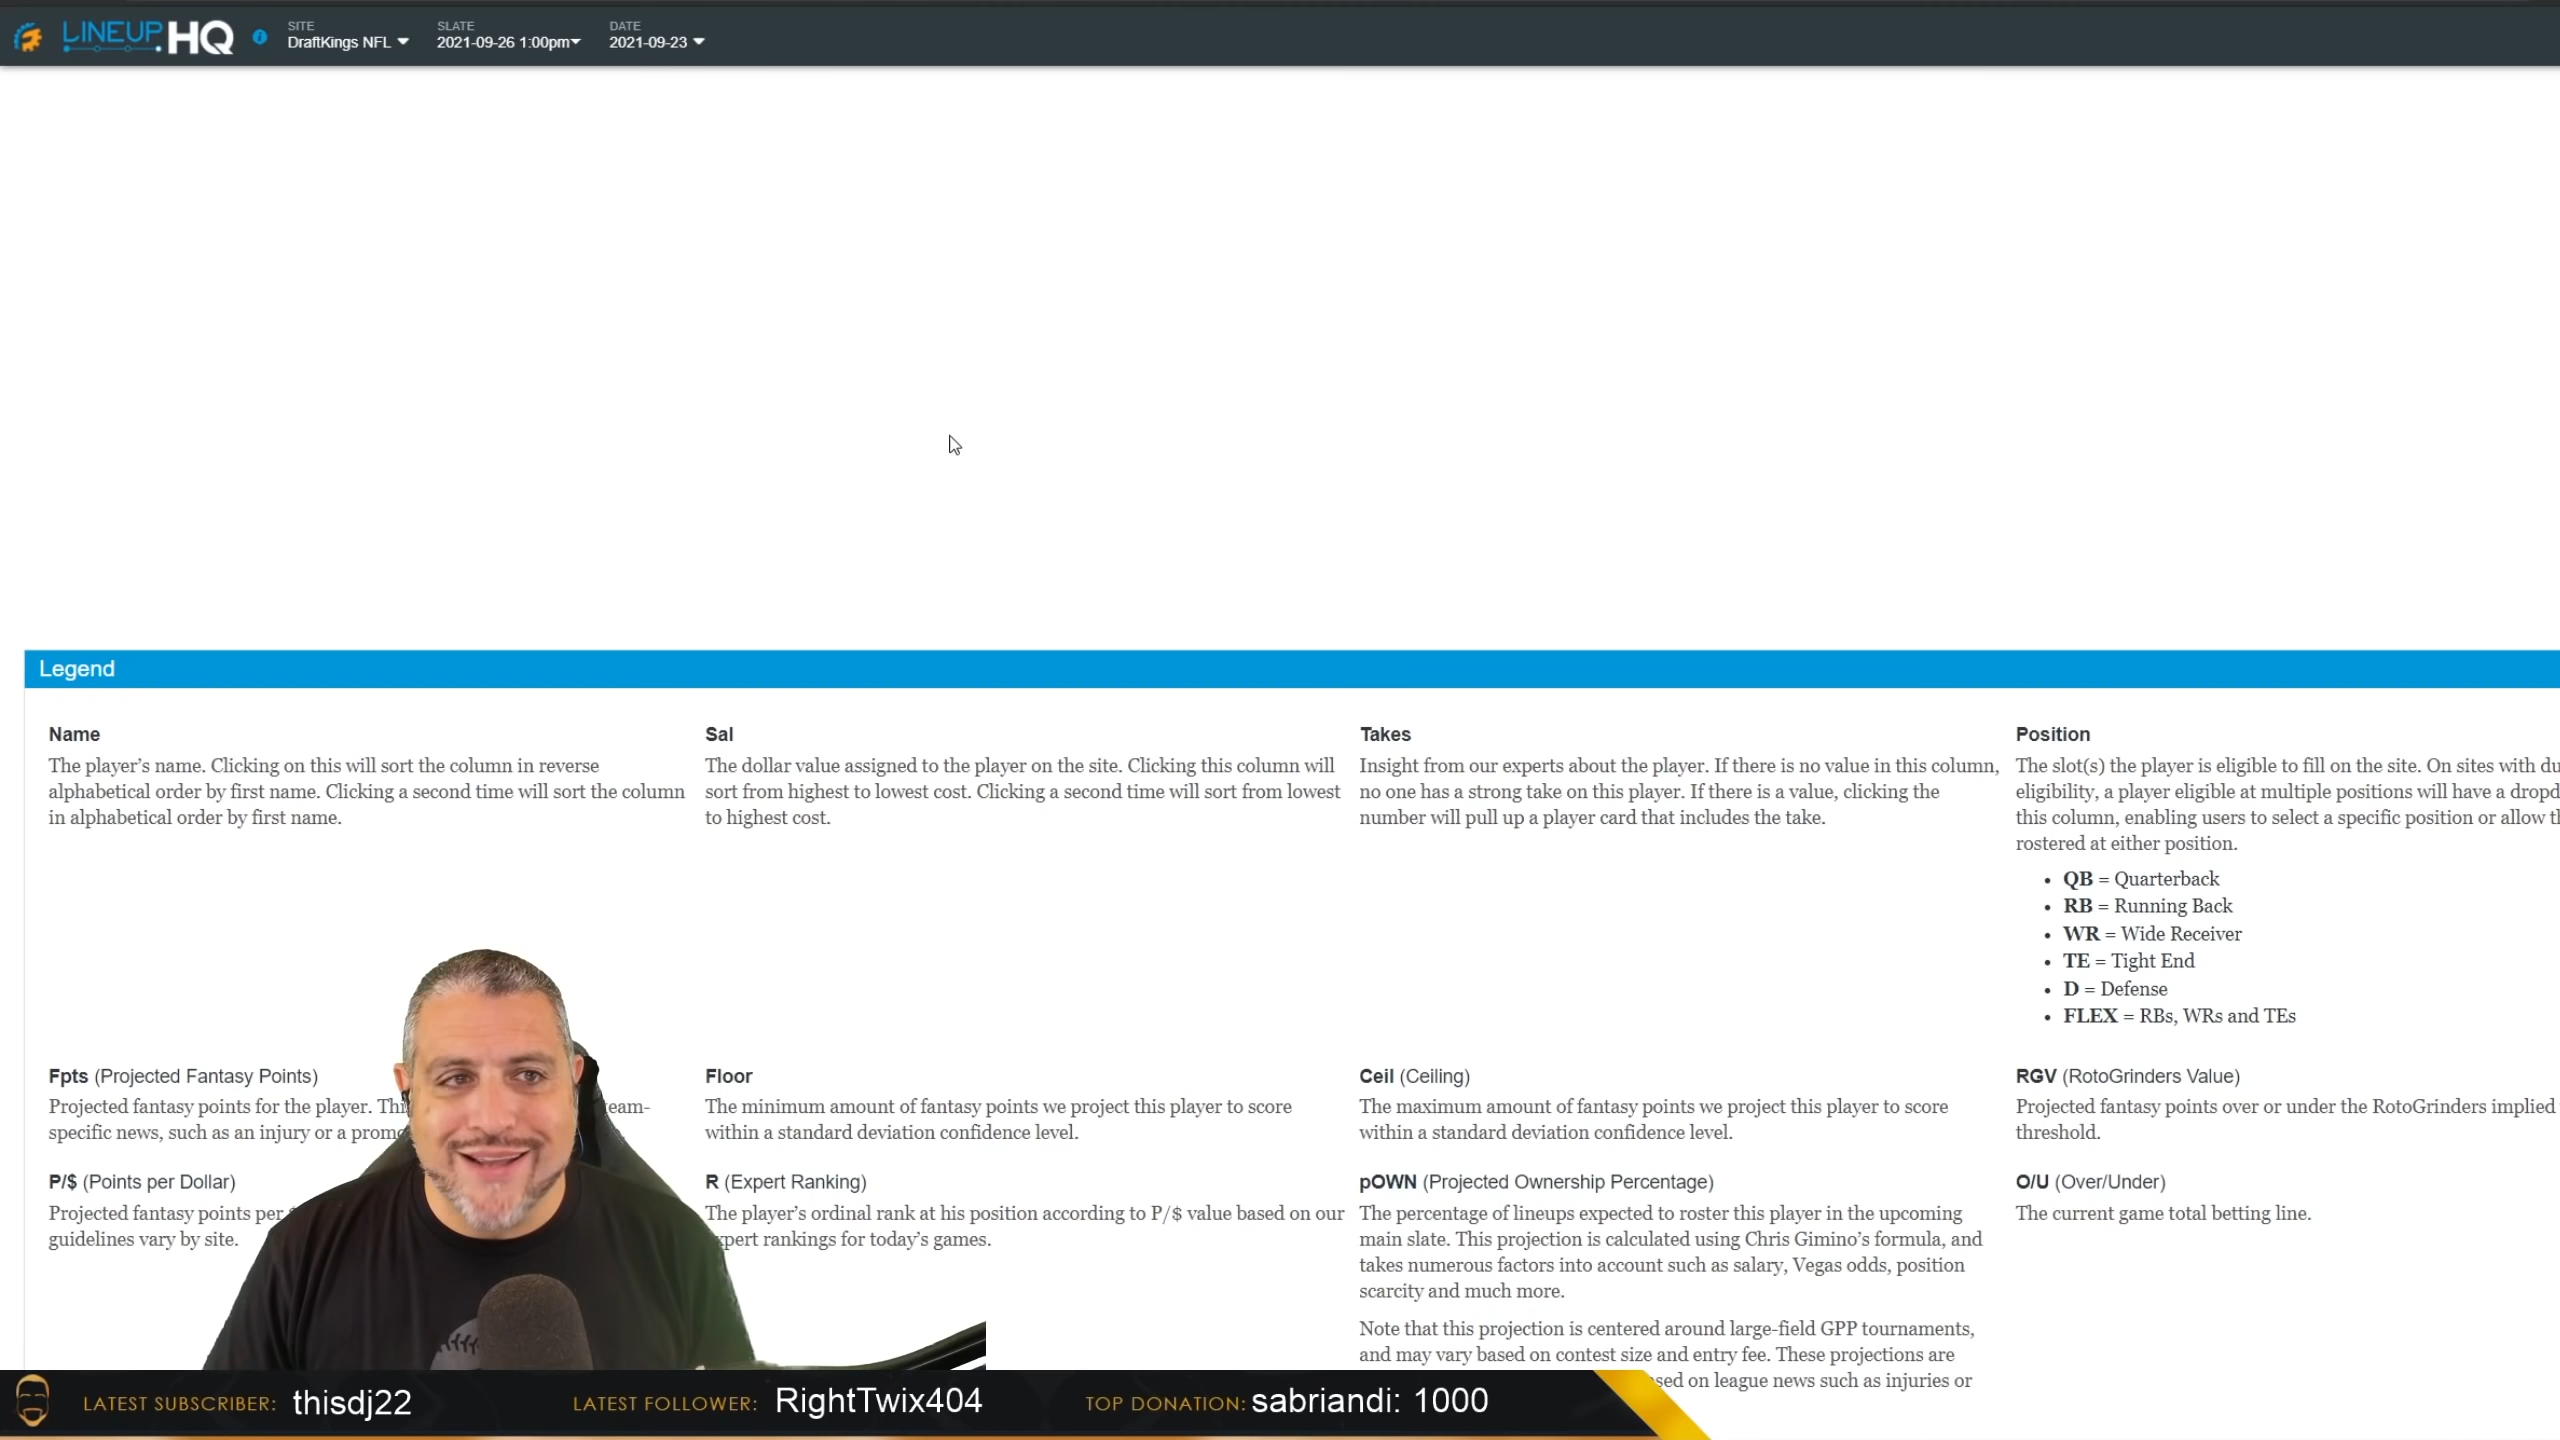 LINEUPHQ
SITE
DraftKings NFL
SLATE
2021-09-26 1:00pm
DATE
2021-09-23
Legend
Name
The player's name. Clicking on this will sort the column in reverse
alphabetical order by first name. Clicking a second time will sort the column
in alphabetical order by first name.
Sal
The dollar value assigned to the player on the site. Clicking this column will
sort from highest to lowest cost. Clicking a second time will sort from lowest
to highest cost.
Takes
Insight from our experts about the player. If there is no value in this column,
no one has a strong take on this player. If there is a value, clicking the
number will pull up a player card that includes the take.
Position
The slot(s) the player is eligible to fill on the site. On sites with
eligibility, a player eligible at multiple positions will have a
this column, enabling users to select a specific position or allow
rostered at either position.
• QB = Quarterback
• RB = Running Back
• WR = Wide Receiver
• TE = Tight End
• D = Defense
• FLEX = RBs, WRs and TEs
Fpts (Projected Fantasy Points)
Projected fantasy points for the player.
specific news, such as an injury or a
Floor
The minimum amount of fantasy points we project this player to score
within a standard deviation confidence level.
Ceil (Ceiling)
The maximum amount of fantasy points we project this player to score
within a standard deviation confidence level.
RGV (RotoGrinders Value)
Projected fantasy points over or under the RotoGrinders implied
threshold.
P/$ (Points per Dollar)
Projected fantasy points per
guidelines vary by site.
R (Expert Ranking)
The player's ordinal rank at his position according to P/$ value based on our
expert rankings for today's games.
pOWN (Projected Ownership Percentage)
The percentage of lineups expected to roster this player in the upcoming
main slate. This projection is calculated using Chris Gimino's formula, and
takes numerous factors into account such as salary, Vegas odds, position
scarcity and much more.
Note that this projection is centered around large-field GPP tournaments,
and may vary based on contest size and entry fee. These projections are
on league news such as injuries or
O/U (Over/Under)
The current game total betting line.
LATEST SUBSCRIBER: thisdj22
LATEST FOLLOWER: RightTwix404
TOP DONATION: sabriandi: 1000